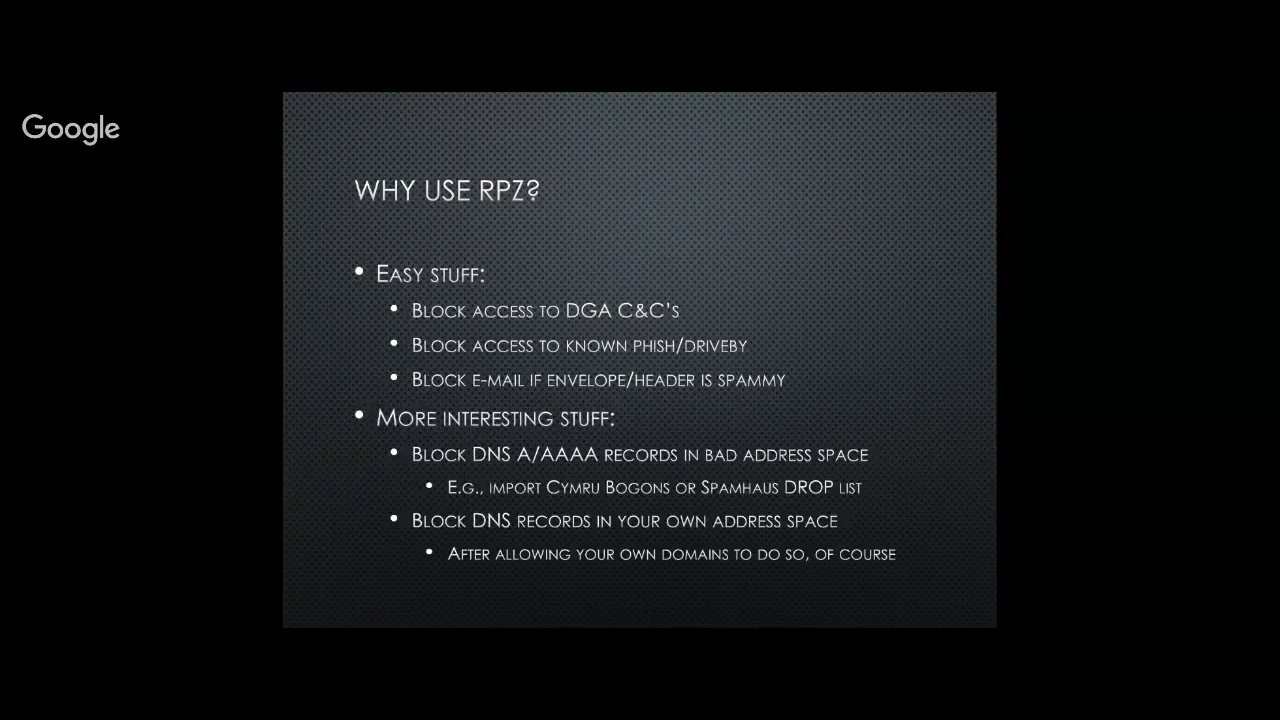 Google
WHY USE RPZ?
• EASY STUFF:
• BLOCK ACCESS TO DGA C&C'S
• BLOCK ACCESS TO KNOWN PHISH/DRIVEBY
• BLOCK E-MAIL IF ENVELOPE/HEADER IS SPAMMY
• MORE INTERESTING STUFF:
• BLOCK DNS A/AAAA RECORDS IN BAD ADDRESS SPACE
• E.G., IMPORT CYMRU BOGONS OR SPAMHAUS DROP LIST
• BLOCK DNS RECORDS IN YOUR OWN ADDRESS SPACE
• AFTER ALLOWING YOUR OWN DOMAINS TO DO SO, OF COURSE